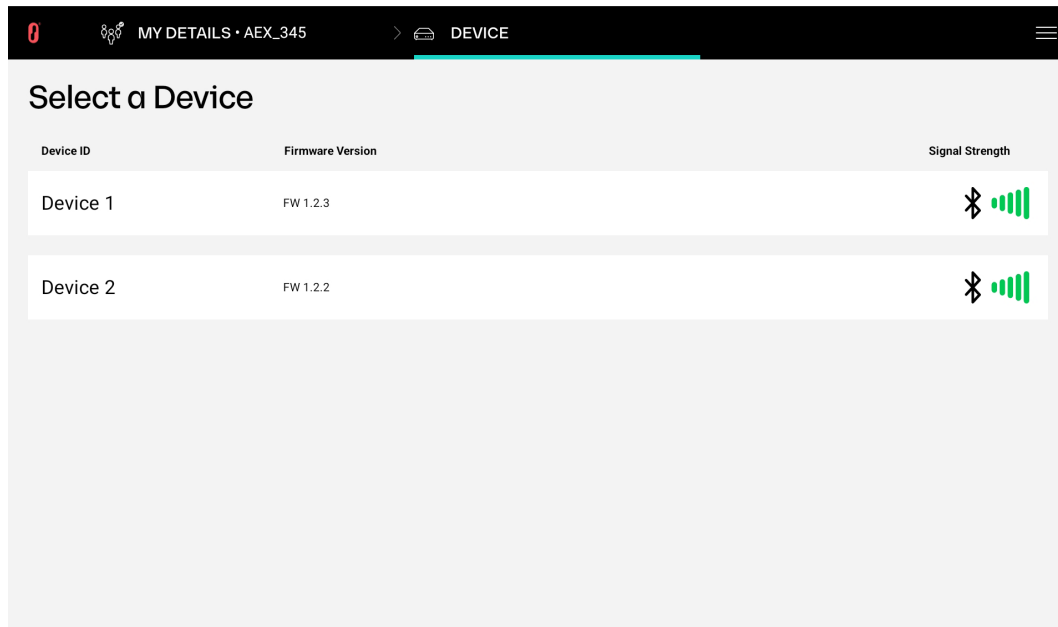 MY DETAILS • AEX_345 DEVICE
Select a Device
Device ID Firmware Version Signal Strength
Device 1 FW 1.2.3
Device 2 FW 1.2.2